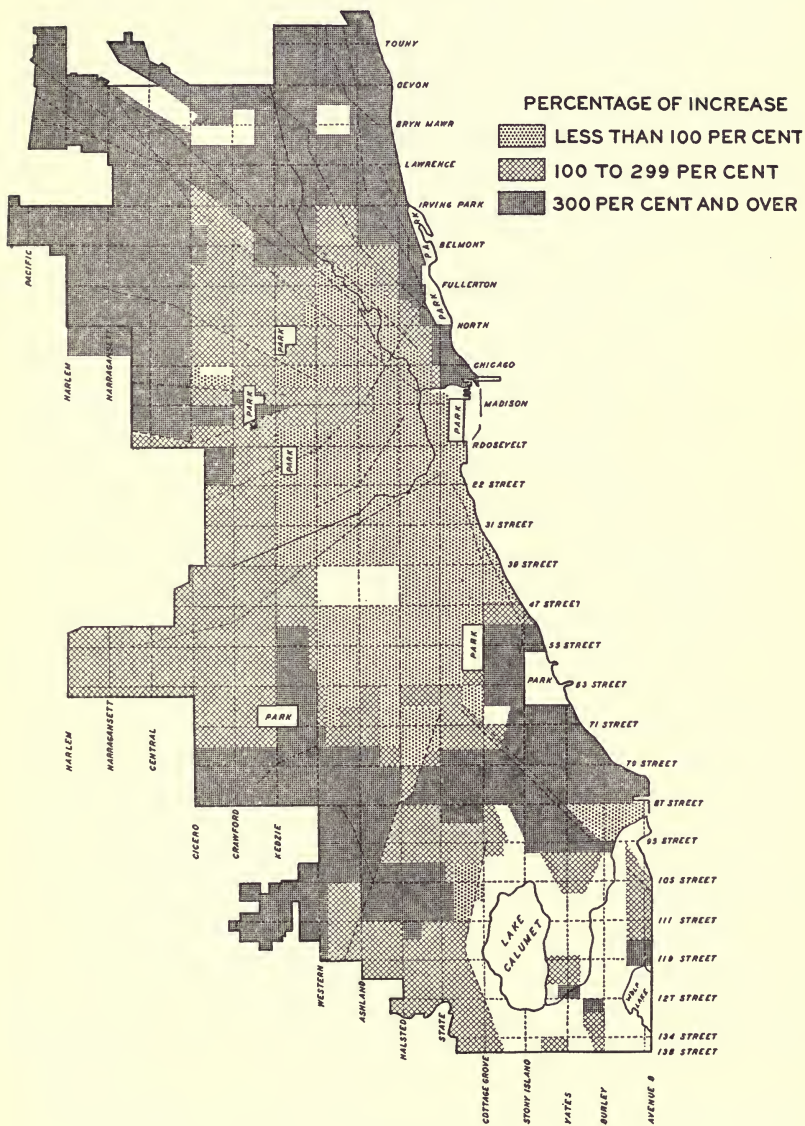 TOUHY
DEVON
BRYN MAWR
LAWRENCE
IRVING PARK
BELMONT
FULLERTON
NORTH
CHICAGO
MADISON
ROOSEVELT
22 STREET
31 STREET
39 STREET
47 STREET
55 STREET
63 STREET
71 STREET
79 STREET
87 STREET
95 STREET
105 STREET
111 STREET
119 STREET
127 STREET
134 STREET
138 STREET
PERCENTAGE OF INCREASE
LESS THAN 100 PER CENT
100 TO 299 PER CENT
300 PER CENT AND OVER
PARK
PARK
PARK
PARK
PARK
PARK
PARK
PARK
PARK
PACIFIC
HARLEM
NARRAGANSETT
HARLEM
NARRAGANSETT
CENTRAL
CICERO
CRAWFORD
KEDZIE
WESTERN
ASHLAND
HALSTED
STATE
COTTAGE GROVE
STONY ISLAND
YATES
BURLEY
AVENUE B
LAKE
CALUMET
WOLF
LAKE